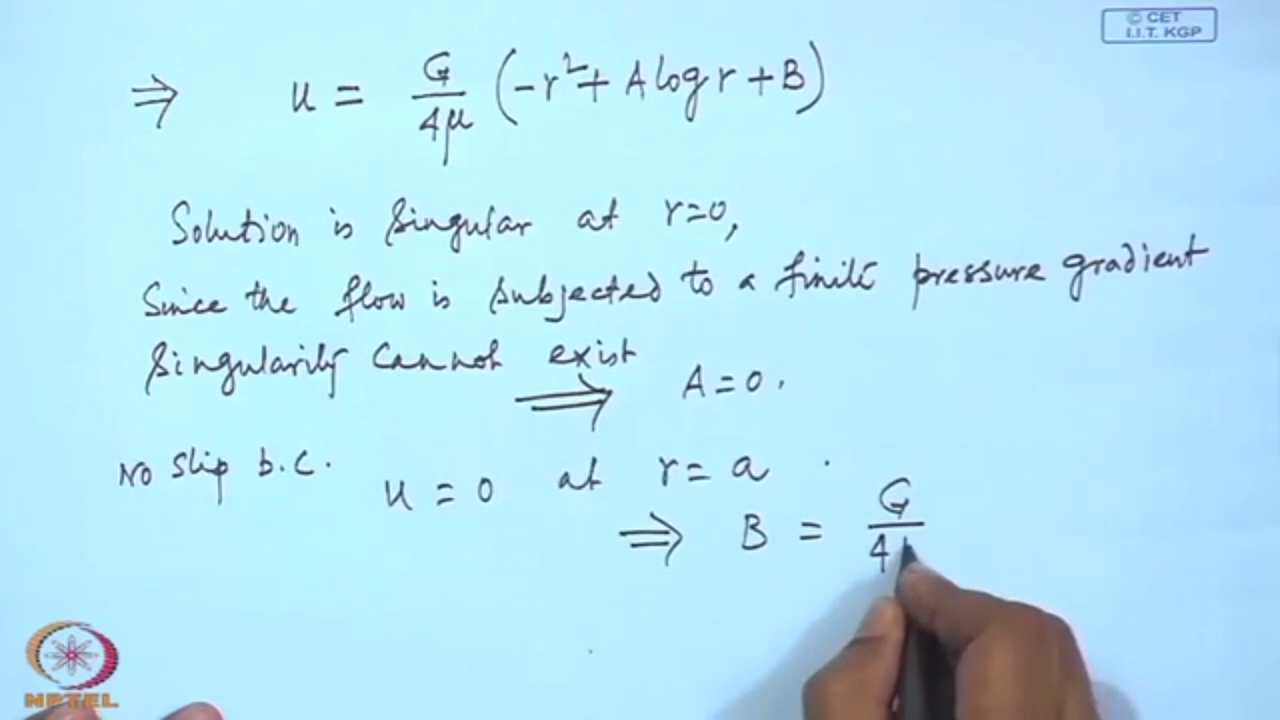 © CET
I.I.T. KGP
⇒ u = G/4μ (-r² + A log r + B)
Solution is singular at r=0,
Since the flow is subjected to a finite pressure gradient
singularity cannot exist
⇒ A = 0.
No slip b.c. u = 0 at r = a .
⇒ B = G/4
NPTEL